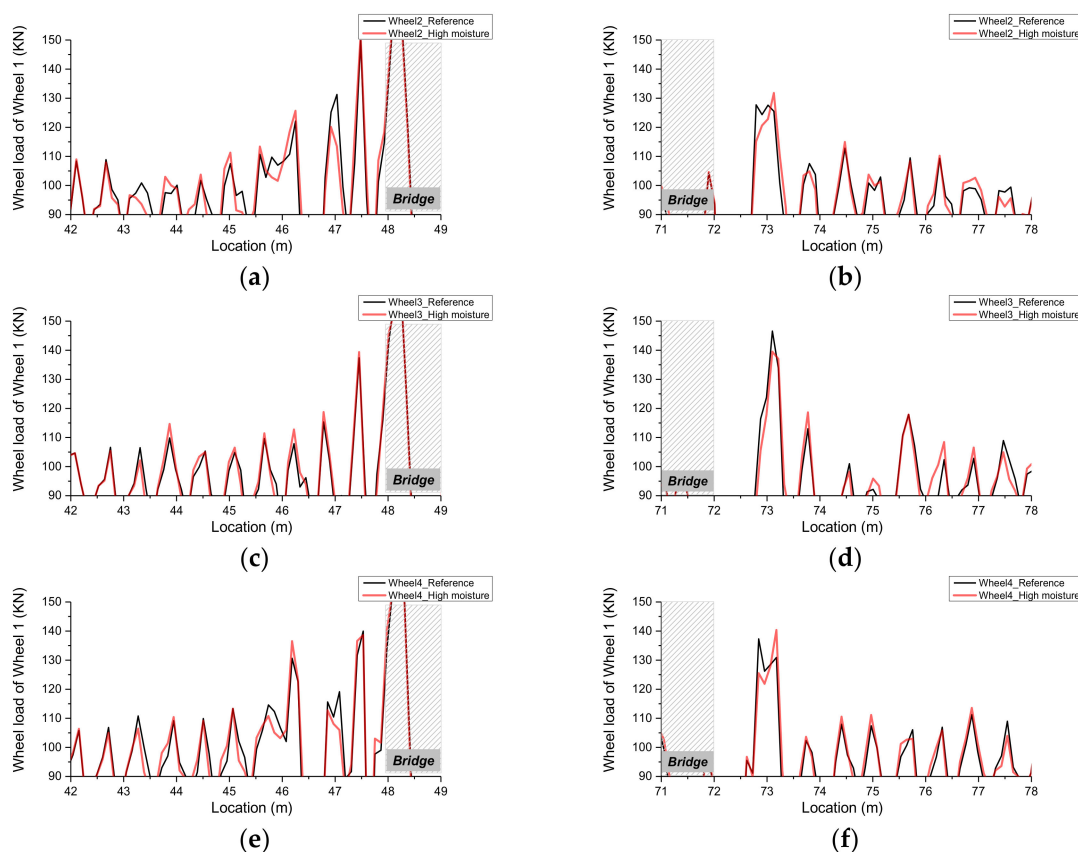 Wheel2_Reference
Wheel2_High moisture
Wheel load of Wheel 1 (KN)
150
140
130
120
110
100
90
Bridge
42 43 44 45 46 47 48 49
Location (m)
(a)
Wheel2_Reference
Wheel2_High moisture
Wheel load of Wheel 1 (KN)
150
140
130
120
110
100
90
Bridge
71 72 73 74 75 76 77 78
Location (m)
(b)
Wheel3_Reference
Wheel3_High moisture
Wheel load of Wheel 1 (KN)
150
140
130
120
110
100
90
Bridge
42 43 44 45 46 47 48 49
Location (m)
(c)
Wheel3_Reference
Wheel3_High moisture
Wheel load of Wheel 1 (KN)
150
140
130
120
110
100
90
Bridge
71 72 73 74 75 76 77 78
Location (m)
(d)
Wheel4_Reference
Wheel4_High moisture
Wheel load of Wheel 1 (KN)
150
140
130
120
110
100
90
Bridge
42 43 44 45 46 47 48 49
Location (m)
(e)
Wheel4_Reference
Wheel4_High moisture
Wheel load of Wheel 1 (KN)
150
140
130
120
110
100
90
Bridge
71 72 73 74 75 76 77 78
Location (m)
(f)